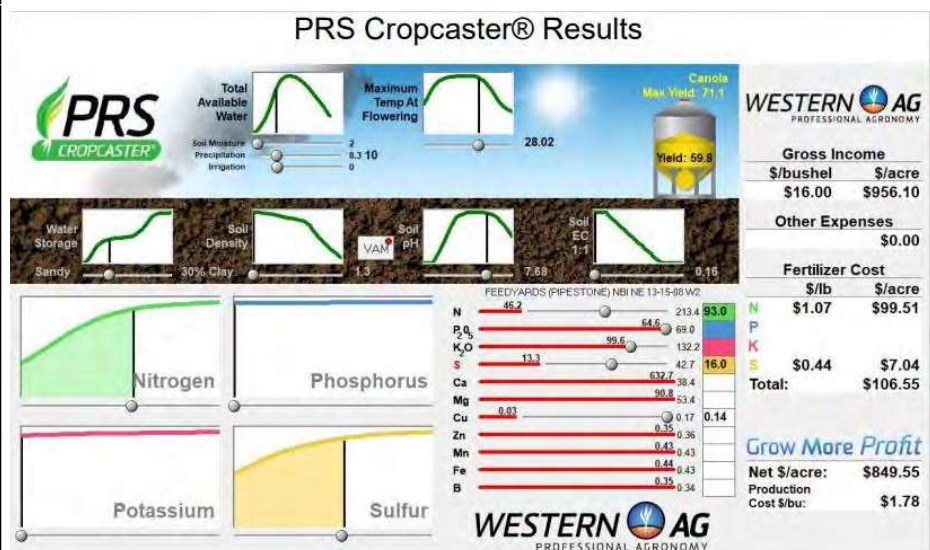 PRS Cropcaster® Results
PRS
CROPCASTER®
Total
Available
Water
Soil Moisture 2
Precipitation 8.3 10
Irrigation 0
Maximum
Temp At
Flowering
28.02
Canola
Max Yield: 71.1
Yield: 59.8
Water
Storage
Sandy 30% Clay
Soil
Density
1.3
VAM
Soil
pH
7.68
Soil
EC
1:1
0.16
Nitrogen
Phosphorus
Potassium
Sulfur
FEEDYARDS (PIPESTONE) NBI NE 13-15-08 W2
N 46.2 213.4 93.0
P2O5 64.6 69.0
K2O 99.6 132.2
S 13.3 42.7 16.0
Ca 632.7 38.4
Mg 90.8 53.4
Cu 0.03 0.17 0.14
Zn 0.35 0.36
Mn 0.43 0.43
Fe 0.44 0.43
B 0.35 0.34
WESTERN AG
PROFESSIONAL AGRONOMY
WESTERN AG
PROFESSIONAL AGRONOMY
Gross Income
$/bushel $/acre
$16.00 $956.10
Other Expenses
$0.00
Fertilizer Cost
$/lb $/acre
N $1.07 $99.51
P
K
S $0.44 $7.04
Total: $106.55
Grow More Profit
Net $/acre: $849.55
Production
Cost $/bu: $1.78